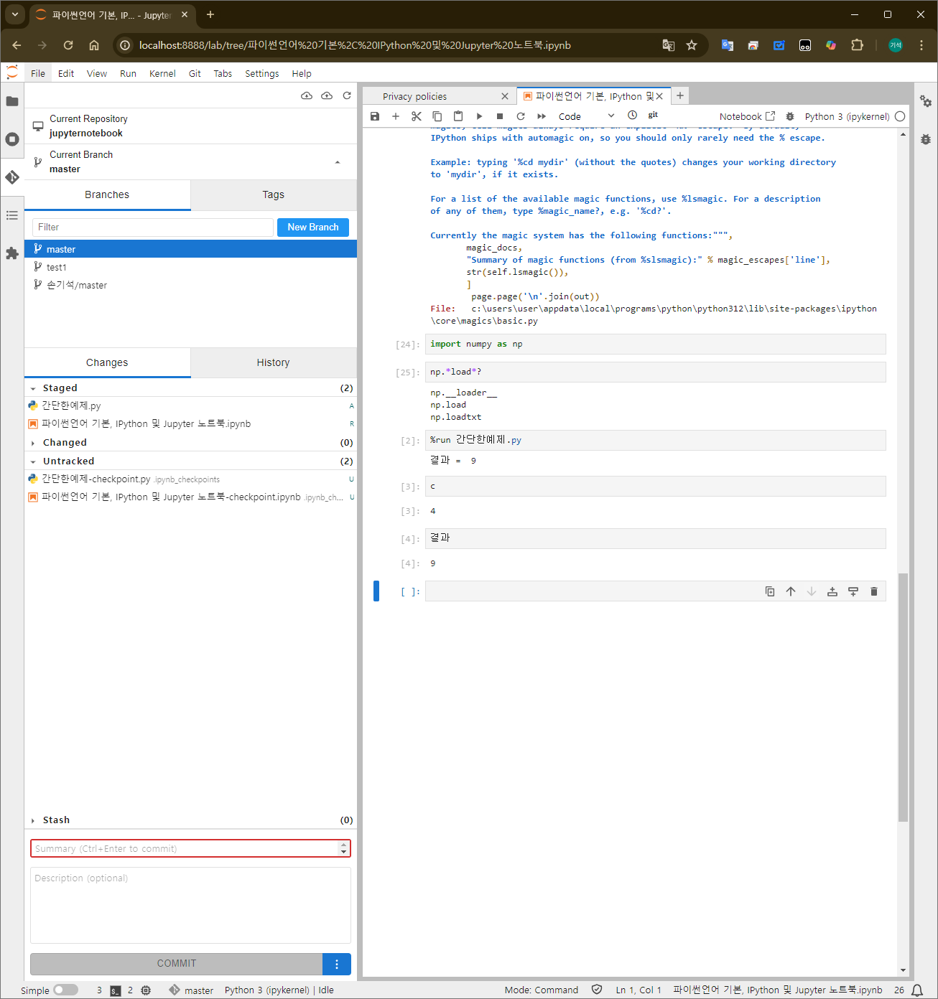 파이썬언어 기본, IP... - Jupyter
localhost:8888/lab/tree/파이썬언어%20기본%2C%20IPython%20및%20Jupyter%20노트북.ipynb
기석
File Edit View Run Kernel Git Tabs Settings Help
Current Repository
jupyternotebook
Current Branch
master
Branches Tags
Filter
New Branch
master
test1
손기석/master
Changes History
Staged (2)
간단한예제.py A
파이썬언어 기본, IPython 및 Jupyter 노트북.ipynb R
Changed (0)
Untracked (2)
간단한예제-checkpoint.py .ipynb_checkpoints U
파이썬언어 기본, IPython 및 Jupyter 노트북-checkpoint.ipynb .ipynb_ch... U
Stash (0)
Summary (Ctrl+Enter to commit)
Description (optional)
COMMIT
Privacy policies
파이썬언어 기본, IPython 및
Code
git
Notebook
Python 3 (ipykernel)
IPython ships with automagic on, so you should only rarely need the % escape.
Example: typing '%cd mydir' (without the quotes) changes your working directory
to 'mydir', if it exists.
For a list of the available magic functions, use %lsmagic. For a description
of any of them, type %magic_name?, e.g. '%cd?'.
Currently the magic system has the following functions:""",
magic_docs,
"Summary of magic functions (from %slsmagic):" % magic_escapes['line'],
str(self.lsmagic()),
]
page.page('\n'.join(out))
File: c:\users\user\appdata\local\programs\python\python312\lib\site-packages\ipython
\core\magics\basic.py
[24]: import numpy as np
[25]: np.*load*?
np.__loader__
np.load
np.loadtxt
[2]: %run 간단한예제.py
결과 = 9
[3]: c
[3]: 4
[4]: 결과
[4]: 9
[ ]:
Simple 3 $_ 2 master Python 3 (ipykernel) | Idle
Mode: Command Ln 1, Col 1 파이썬언어 기본, IPython 및 Jupyter 노트북.ipynb 26